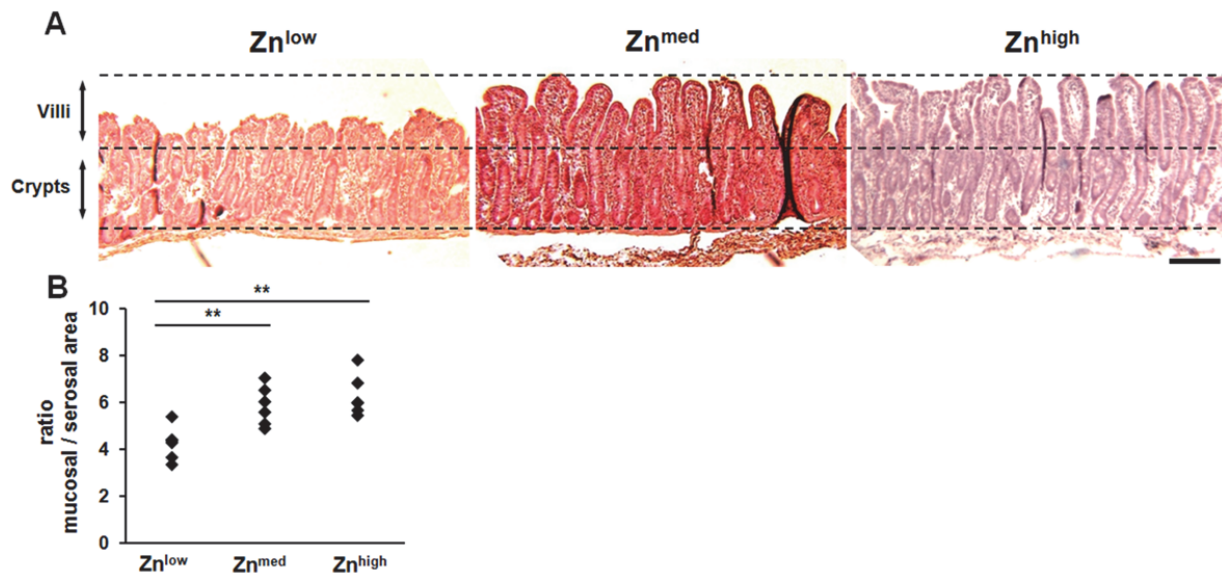 A
Zn^low Zn^med Zn^high
Villi
Crypts
B
**
**
10
8
6
4
2
0
ratio
mucosal / serosal area
Zn^low Zn^med Zn^high